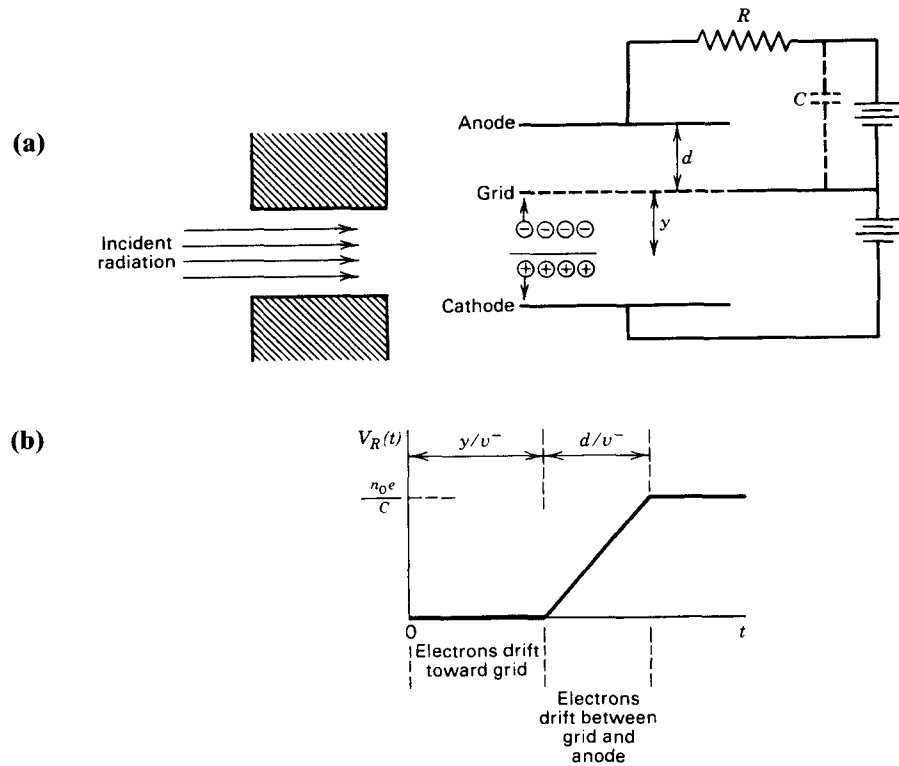 (a)
R
C
Anode
d
Grid
y
Incident
radiation
Cathode
(b)
V_R(t)
y/v⁻
d/v⁻
n₀e
C
0
t
Electrons drift
toward grid
Electrons
drift between
grid and
anode